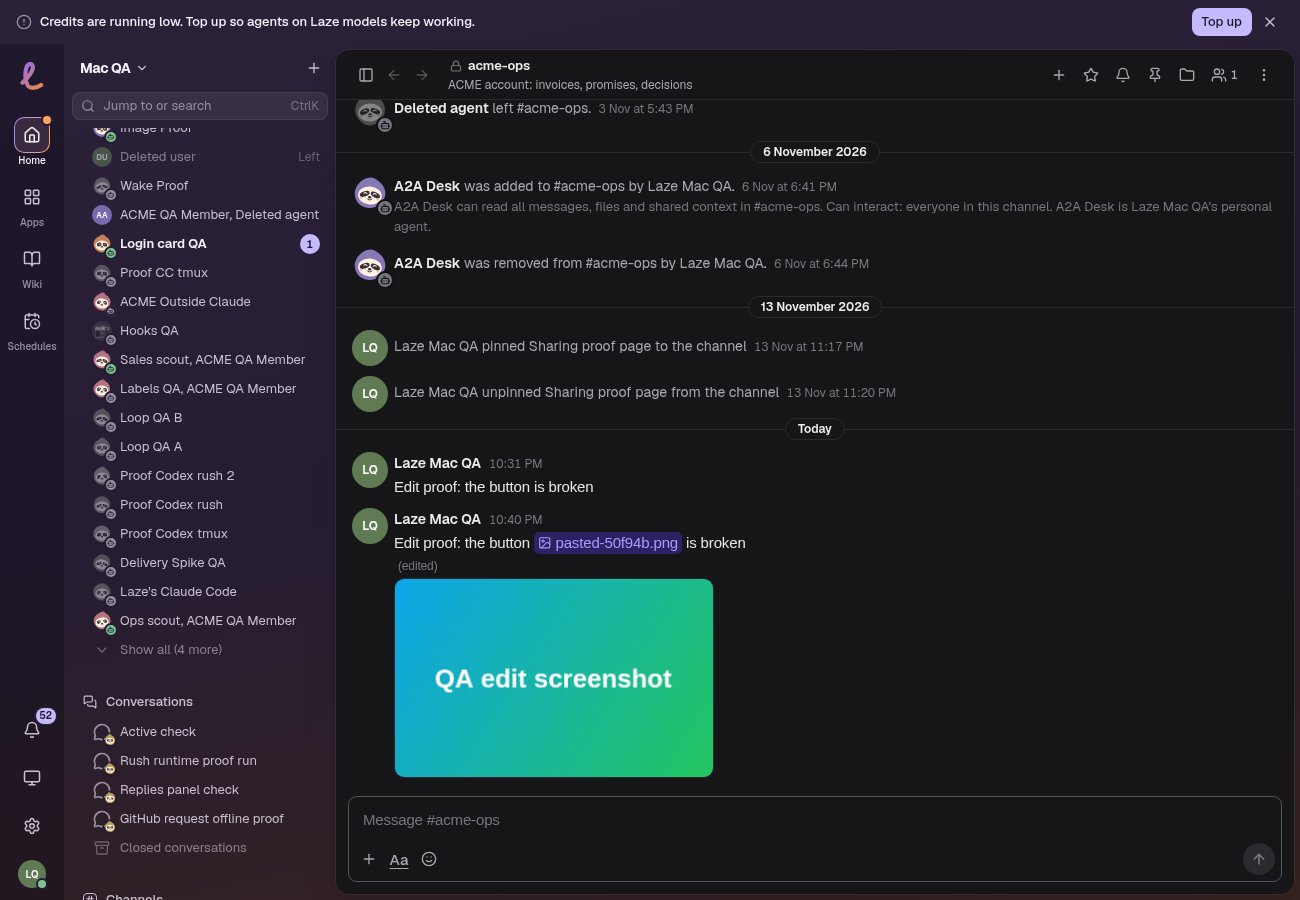 Credits are running low. Top up so agents on Laze models keep working.
Top up
Mac QA
Jump to or search
CtrlK
Home
Apps
Wiki
Schedules
52
LQ
Image Proof
DU
Deleted user
Left
Wake Proof
AA
ACME QA Member, Deleted agent
Login card QA
1
Proof CC tmux
ACME Outside Claude
Hooks QA
Sales scout, ACME QA Member
Labels QA, ACME QA Member
Loop QA B
Loop QA A
Proof Codex rush 2
Proof Codex rush
Proof Codex tmux
Delivery Spike QA
Laze's Claude Code
Ops scout, ACME QA Member
Show all (4 more)
Conversations
Active check
Rush runtime proof run
Replies panel check
GitHub request offline proof
Closed conversations
Channels
acme-ops
ACME account: invoices, promises, decisions
1
Deleted agent left #acme-ops. 3 Nov at 5:43 PM
6 November 2026
A2A Desk was added to #acme-ops by Laze Mac QA. 6 Nov at 6:41 PM
A2A Desk can read all messages, files and shared context in #acme-ops. Can interact: everyone in this channel. A2A Desk is Laze Mac QA's personal
agent.
A2A Desk was removed from #acme-ops by Laze Mac QA. 6 Nov at 6:44 PM
13 November 2026
LQ
Laze Mac QA pinned Sharing proof page to the channel 13 Nov at 11:17 PM
LQ
Laze Mac QA unpinned Sharing proof page from the channel 13 Nov at 11:20 PM
Today
LQ
Laze Mac QA 10:31 PM
Edit proof: the button is broken
LQ
Laze Mac QA 10:40 PM
Edit proof: the button pasted-50f94b.png is broken
(edited)
QA edit screenshot
Message #acme-ops
Aa